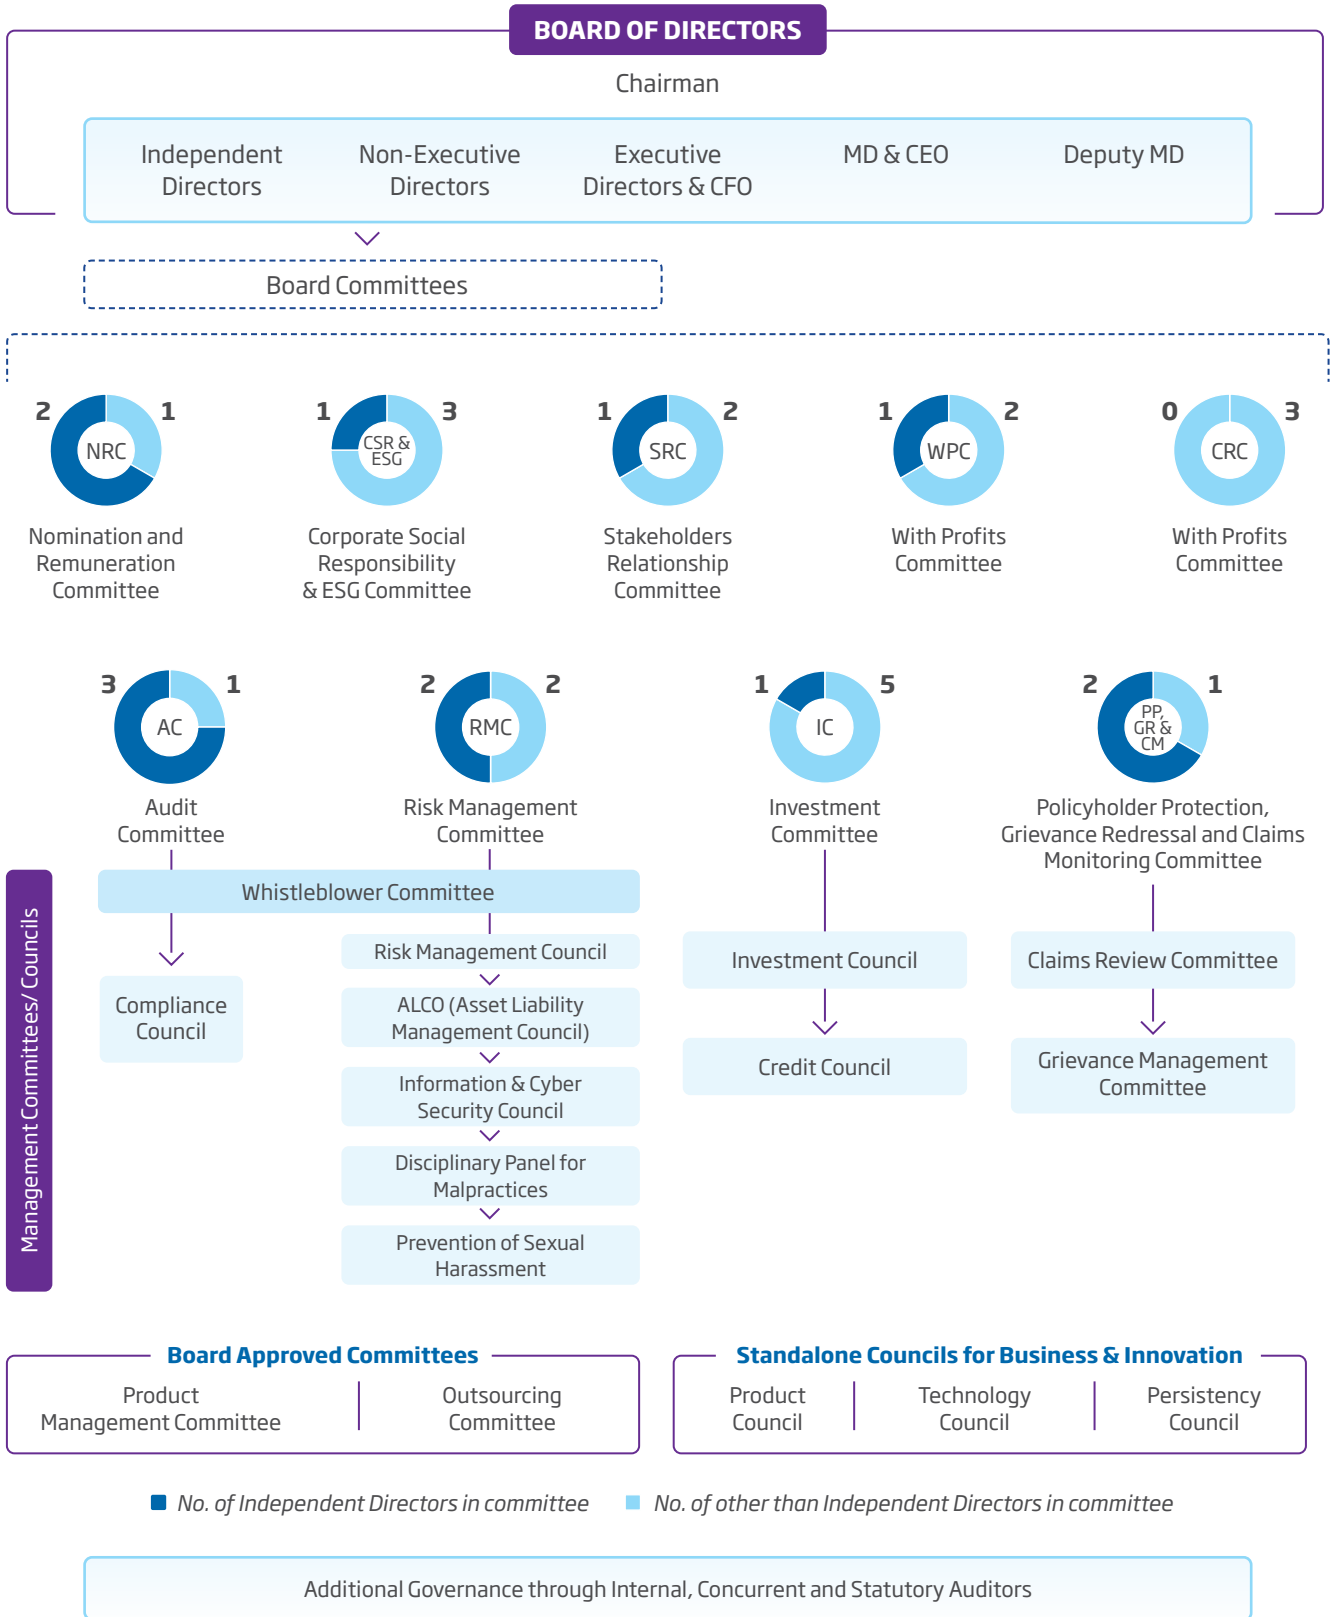 BOARD OF DIRECTORS
Chairman
Independent
Directors
Non-Executive
Directors
Executive
Directors & CFO
MD & CEO
Deputy MD
Board Committees
2
1
NRC
Nomination and
Remuneration
Committee
1
3
CSR &
ESG
Corporate Social
Responsibility
& ESG Committee
1
2
SRC
Stakeholders
Relationship
Committee
1
2
WPC
With Profits
Committee
0
3
CRC
With Profits
Committee
3
1
AC
Audit
Committee
2
2
RMC
Risk Management
Committee
1
5
IC
Investment
Committee
2
1
PP,
GR &
CM
Policyholder Protection,
Grievance Redressal and Claims
Monitoring Committee
Management Committees/ Councils
Whistleblower Committee
Compliance
Council
Risk Management Council
ALCO (Asset Liability
Management Council)
Information & Cyber
Security Council
Disciplinary Panel for
Malpractices
Prevention of Sexual
Harassment
Investment Council
Credit Council
Claims Review Committee
Grievance Management
Committee
Board Approved Committees
Product
Management Committee
Outsourcing
Committee
Standalone Councils for Business & Innovation
Product
Council
Technology
Council
Persistency
Council
No. of Independent Directors in committee
No. of other than Independent Directors in committee
Additional Governance through Internal, Concurrent and Statutory Auditors